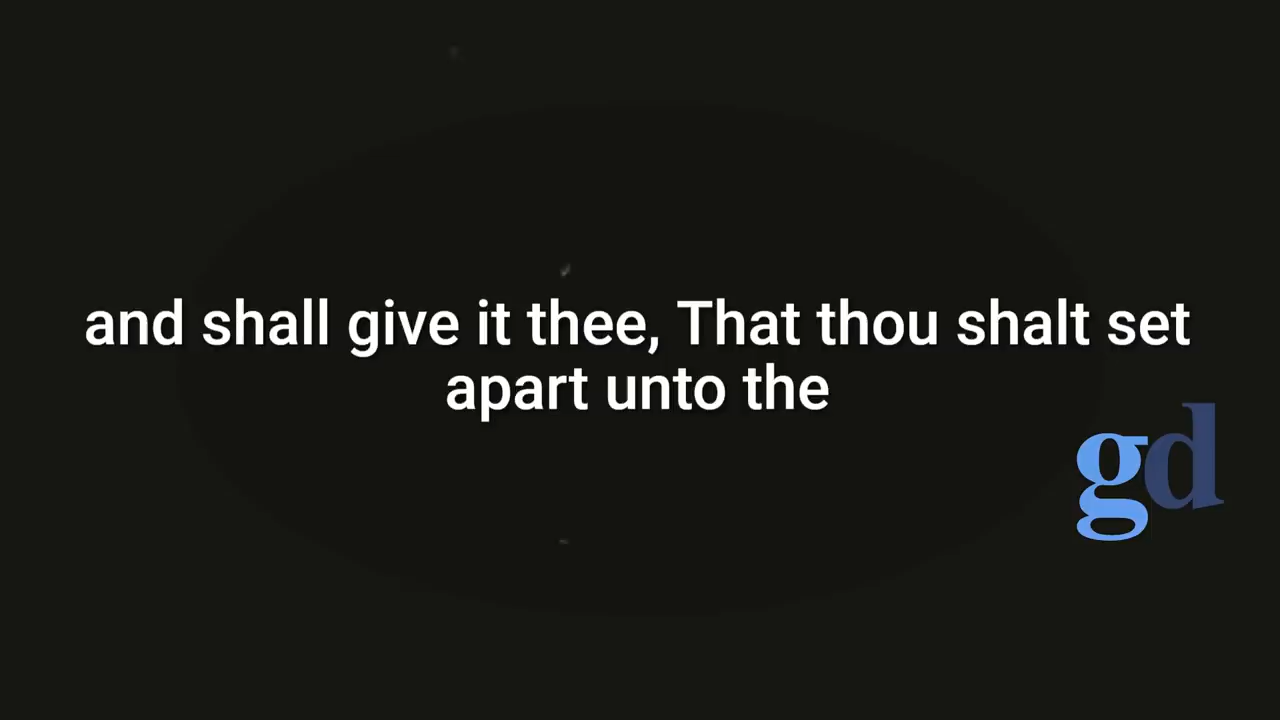 and shall give it thee, That thou shalt set
apart unto the
gd